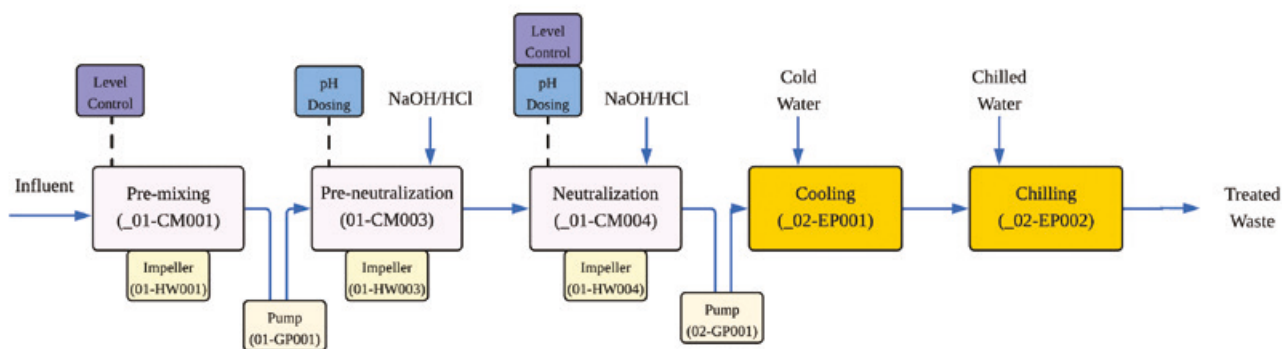 Level
Control
pH
Dosing
NaOH/HCl
Level
Control
pH
Dosing
NaOH/HCl
Cold
Water
Chilled
Water
Influent
Pre-mixing
(_01-CM001)
Pre-neutralization
(01-CM003)
Neutralization
(_01-CM004)
Cooling
(_02-EP001)
Chilling
(_02-EP002)
Treated
Waste
Impeller
(01-HW001)
Pump
(01-GP001)
Impeller
(01-HW003)
Impeller
(01-HW004)
Pump
(02-GP001)